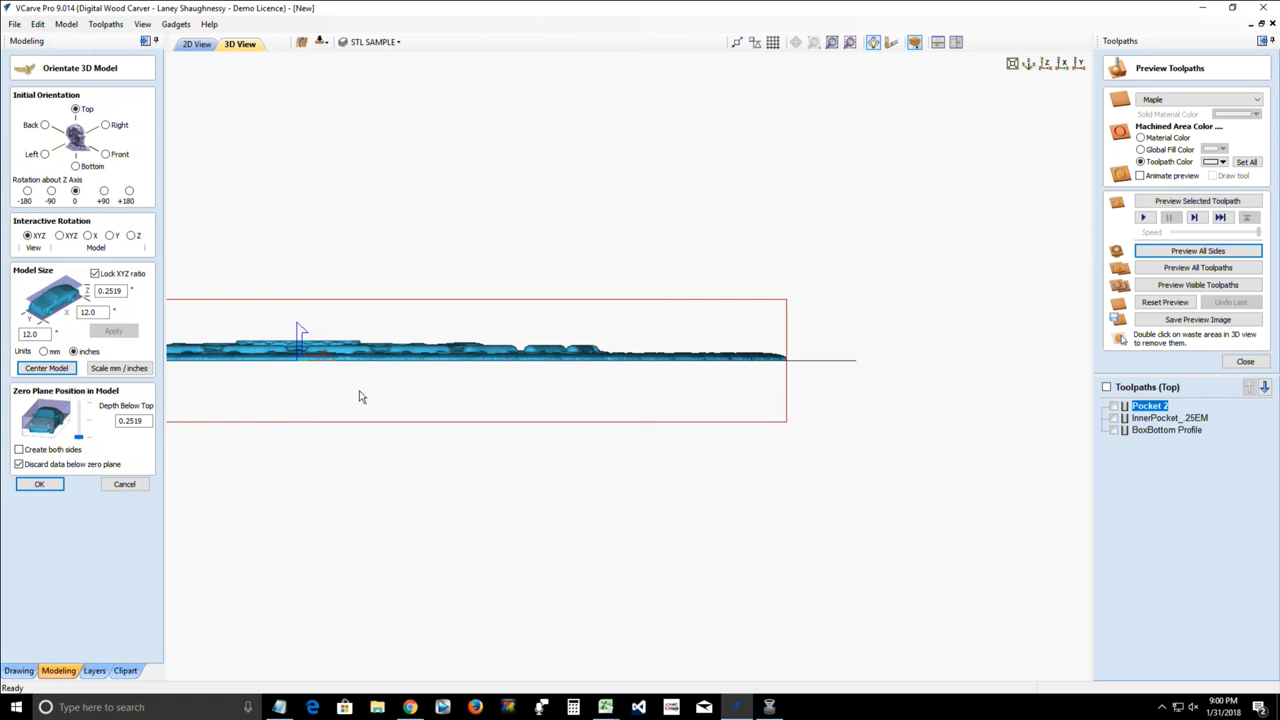 VCarve Pro 9.014 (Digital Wood Carver - Laney Shaughnessy - Demo Licence) - [New]
File Edit Model Toolpaths View Gadgets Help
Modeling
2D View 3D View
STL SAMPLE
Toolpaths
Orientate 3D Model
Initial Orientation
Top
Back
Right
Left
Front
Bottom
Rotation about Z Axis
-180 -90 0 +90 +180
Interactive Rotation
XYZ XYZ X Y Z
View Model
Model Size
Lock XYZ ratio
Z 0.2519 "
Y X 12.0 "
12.0 " Apply
Units mm inches
Center Model Scale mm / inches
Zero Plane Position in Model
Depth Below Top
0.2519
Create both sides
Discard data below zero plane
OK Cancel
Z X Y
Preview Toolpaths
Maple
Solid Material Color
Machined Area Color ....
Material Color
Global Fill Color
Toolpath Color Set All
Animate preview Draw tool
Preview Selected Toolpath
Speed
Preview All Sides
Preview All Toolpaths
Preview Visible Toolpaths
Reset Preview Undo Last
Save Preview Image
Double click on waste areas in 3D view
to remove them.
Close
Toolpaths (Top)
Pocket 2
InnerPocket_.25EM
BoxBottom Profile
Drawing Modeling Layers Clipart
Ready
Type here to search
9:00 PM
1/31/2018
2